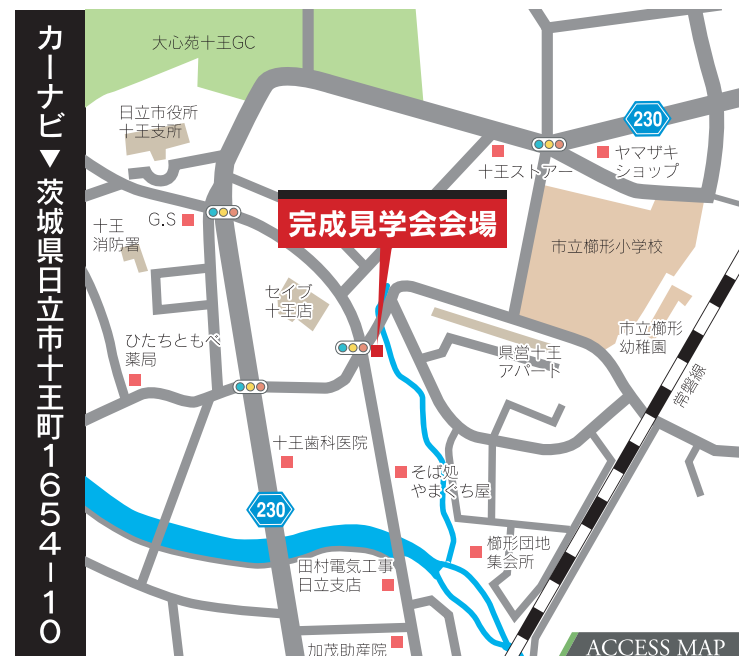 カーナビ▼茨城県日立市十王町1654-10
大心苑十王GC
日立市役所
十王支所
230
十王ストアー
ヤマザキ
ショップ
G.S
十王
消防署
完成見学会会場
市立櫛形小学校
セイブ
十王店
市立櫛形
幼稚園
ひたちともべ
薬局
県営十王
アパート
常磐線
十王歯科医院
そば処
やまぐち屋
230
櫛形団地
集会所
田村電気工事
日立支店
加茂助産院
ACCESS MAP